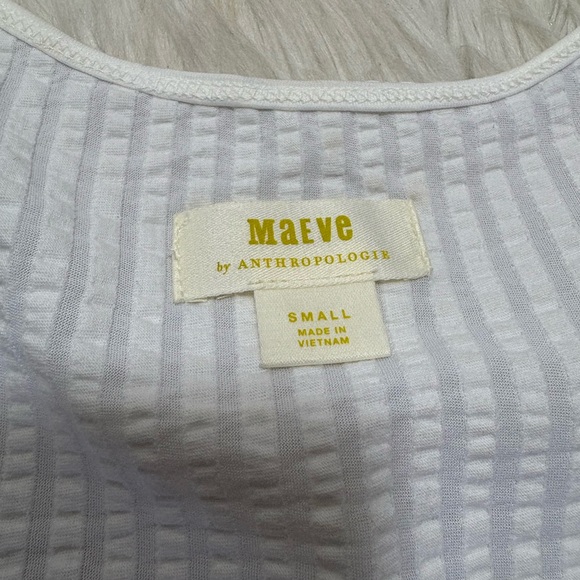 MaEve
by ANTHROPOLOGIE
SMALL
MADE IN
VIETNAM